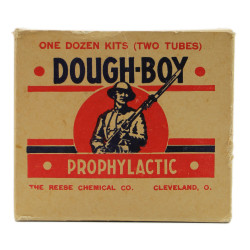 ONE DOZEN KITS (TWO TUBES)
DOUGH-BOY
PROPHYLACTIC
THE REESE CHEMICAL CO. CLEVELAND, O.